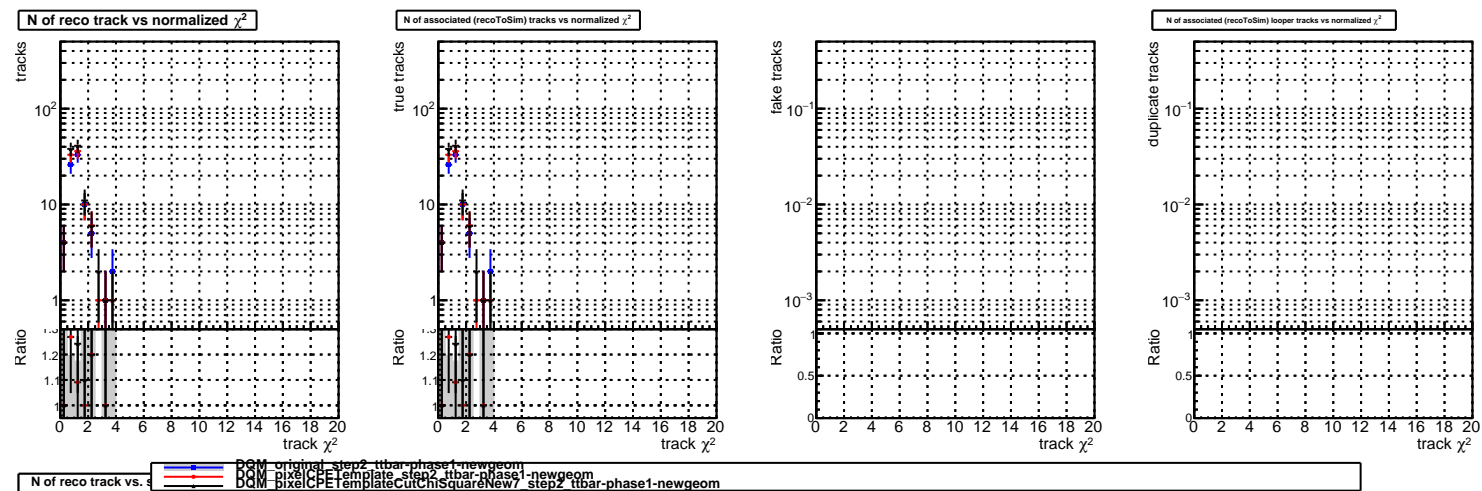 N of reco track vs normalized χ²
tracks
10²
10
1
Ratio
1.3
1.2
1.1
1
0 2 4 6 8 10 12 14 16 18 20
track χ²
N of associated (recoToSim) tracks vs normalized χ²
true tracks
10²
10
1
Ratio
1.3
1.2
1.1
1
0 2 4 6 8 10 12 14 16 18 20
track χ²
fake tracks
10⁻¹
10⁻²
10⁻³
Ratio
1
0.5
0
0 2 4 6 8 10 12 14 16 18 20
track χ²
N of associated (recoToSim) looper tracks vs normalized χ²
duplicate tracks
10⁻¹
10⁻²
10⁻³
Ratio
1
0.5
0
0 2 4 6 8 10 12 14 16 18 20
track χ²
N of reco track vs. s
DQM_original_step2_ttbar-phase1-newgeom
DQM_pixelCPETemplate_step2_ttbar-phase1-newgeom
DQM_pixelCPETemplateCutChiSquareNew7_step2_ttbar-phase1-newgeom